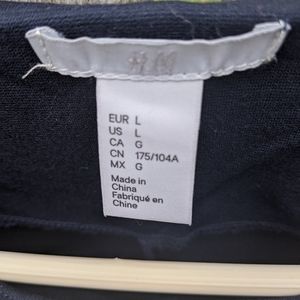 H&M
EUR L
US L
CA G
CN 175/104A
MX G
Made in
China
Fabriqué en
Chine